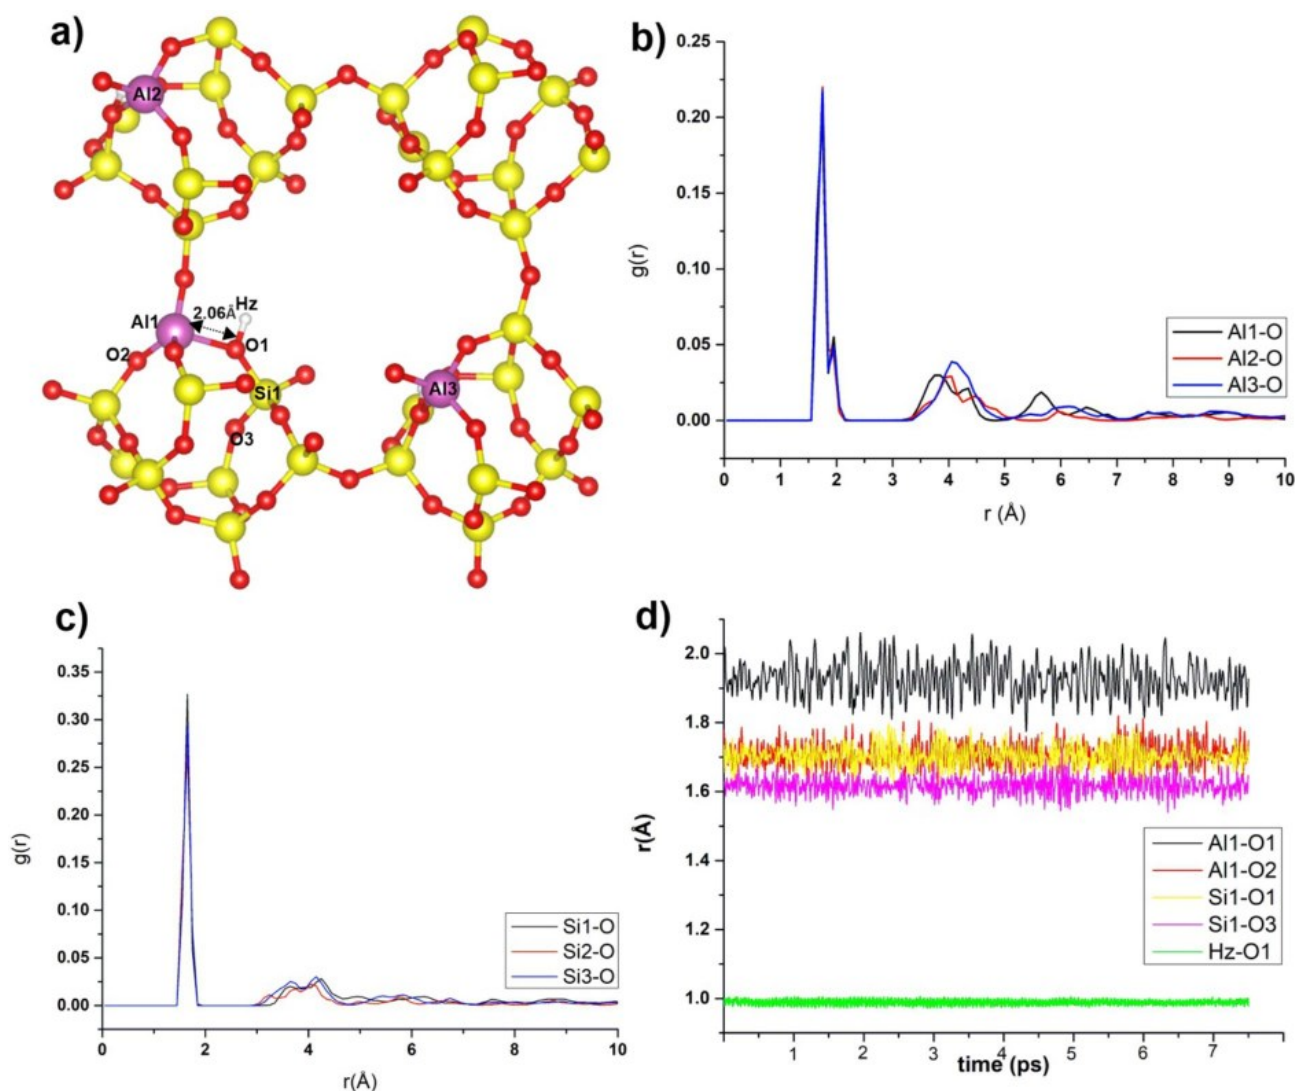 a)
Al2
2.06Å
Hz
Al1
O1
O2
Si1
O3
Al3
b)
0.25
0.20
0.15
0.10
0.05
0.00
g(r)
0 1 2 3 4 5 6 7 8 9 10
r (Å)
Al1-O
Al2-O
Al3-O
c)
0.35
0.30
0.25
0.20
0.15
0.10
0.05
0.00
g(r)
0 2 4 6 8 10
r(Å)
Si1-O
Si2-O
Si3-O
d)
2.0
1.8
1.6
1.4
1.2
1.0
r(Å)
1 2 3 4 5 6 7
time (ps)
Al1-O1
Al1-O2
Si1-O1
Si1-O3
Hz-O1